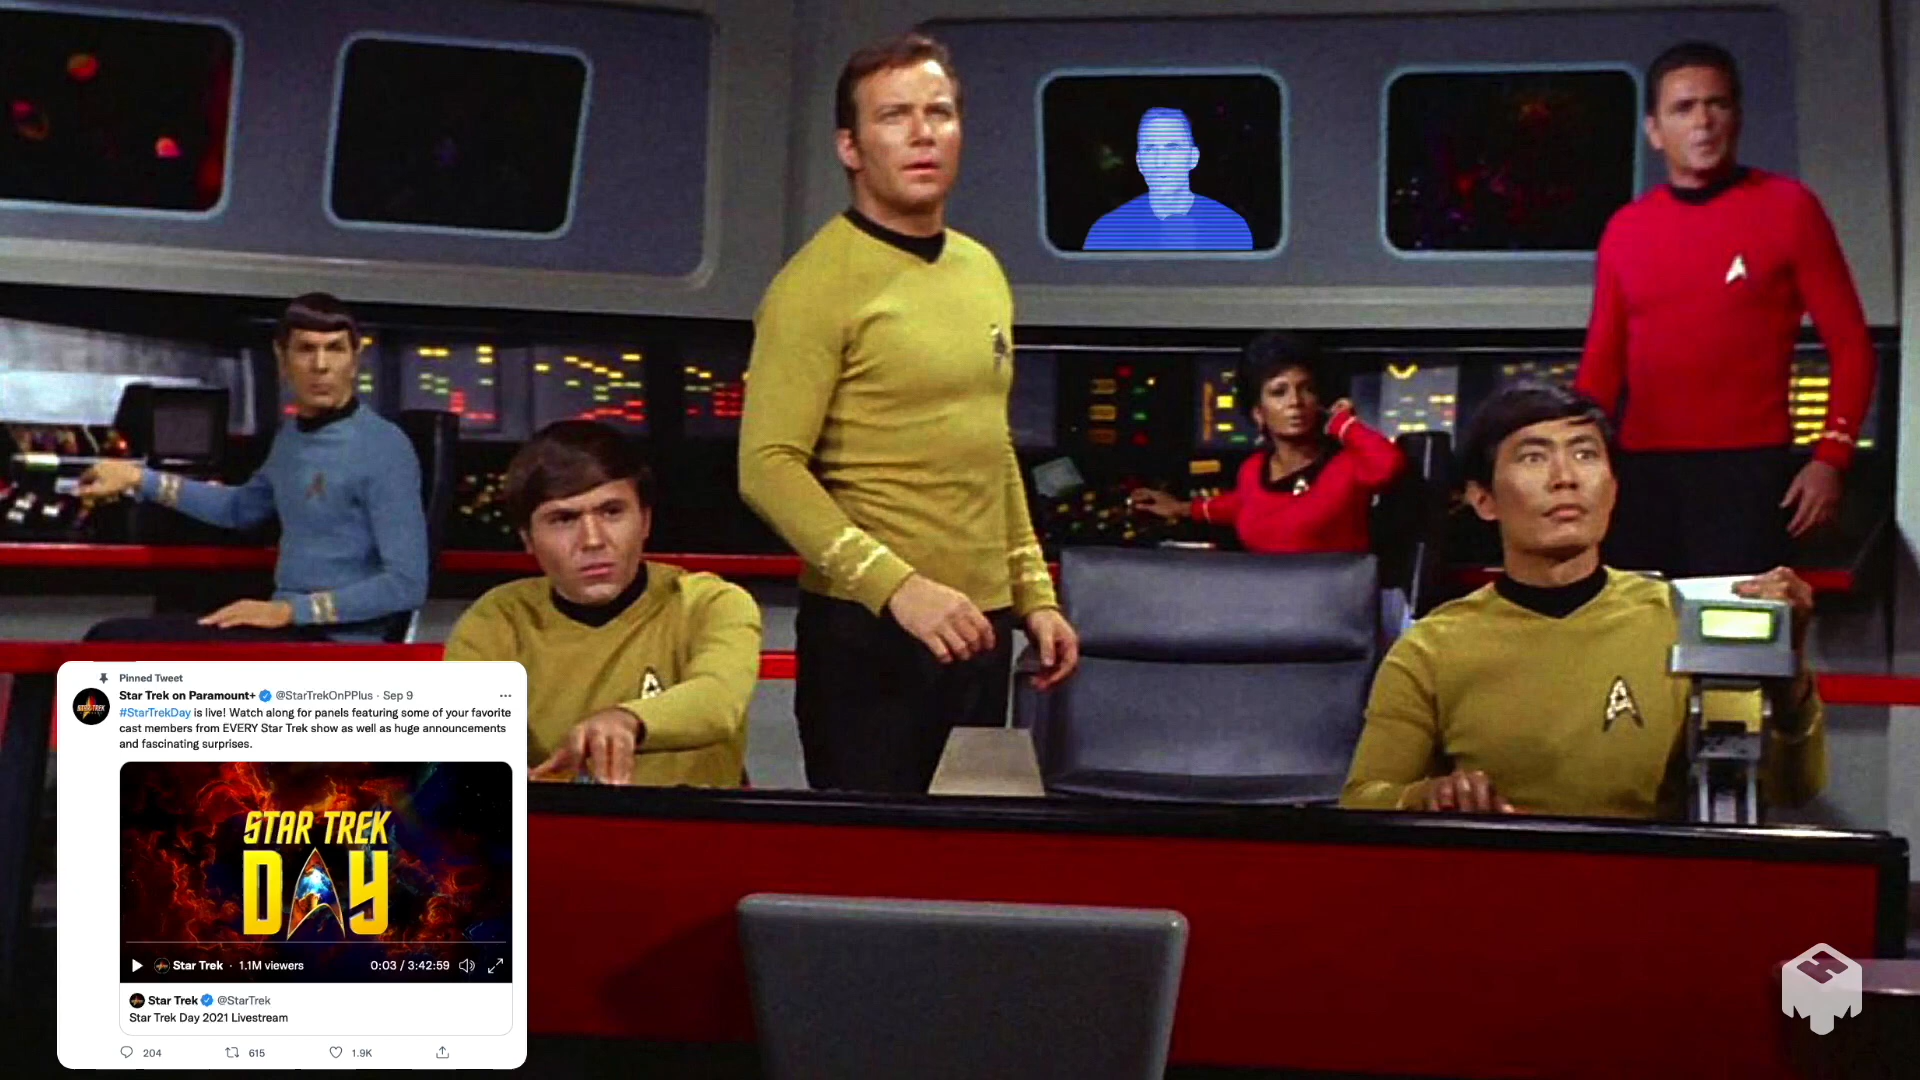 Pinned Tweet
Star Trek on Paramount+ @StarTrekOnPPlus · Sep 9
#StarTrekDay is live! Watch along for panels featuring some of your favorite
cast members from EVERY Star Trek show as well as huge announcements
and fascinating surprises.
STAR TREK
DAY
Star Trek · 1.1M viewers
0:03 / 3:42:59
Star Trek @StarTrek
Star Trek Day 2021 Livestream
204
615
1.9K